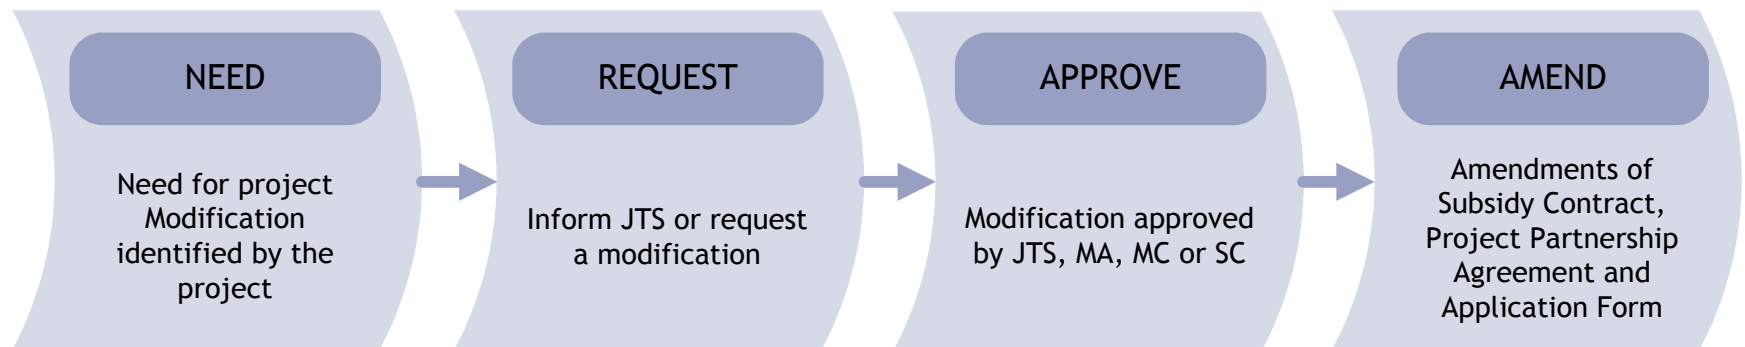 NEED
Need for project
Modification
identified by the
project
REQUEST
Inform JTS or request
a modification
APPROVE
Modification approved
by JTS, MA, MC or SC
AMEND
Amendments of
Subsidy Contract,
Project Partnership
Agreement and
Application Form